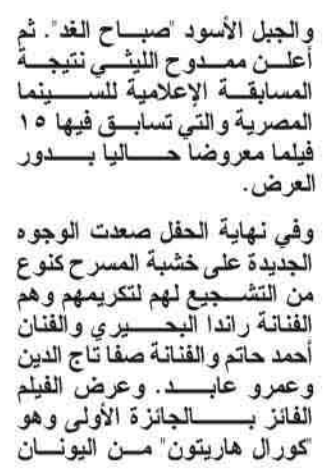 والجبل الأسود "صباح الغد". ثم
أعلن ممدوح الليثي نتيجة
المسابقة الإعلامية للسينما
المصرية والتي تسابق فيها ١٥
فيلما معروضا حاليا بدور
العرض.
وفي نهاية الحفل صعدت الوجوه
الجديدة على خشبة المسرح كنوع
من التشجيع لهم لتكريمهم وهم
الفنانة راندا البحيري والفنان
أحمد حاتم والفنانة صفا تاج الدين
وعمرو عابد. وعرض الفيلم
الفائز بالجائزة الأولى وهو
"كورال هاريتون" من اليونان